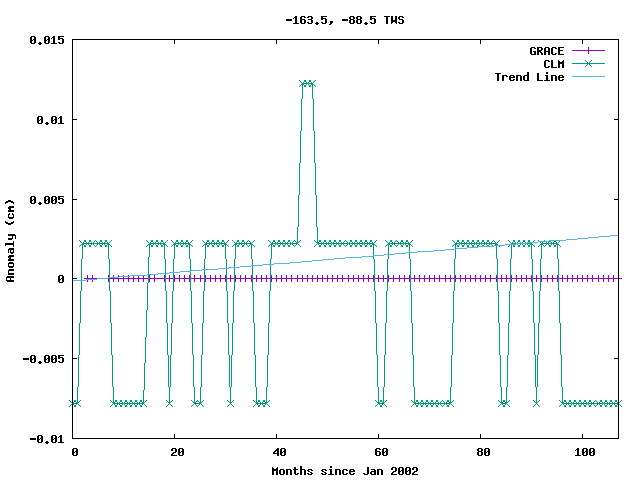 -163.5, -88.5 TWS
GRACE
CLM
Trend Line
0.015
0.01
0.005
0
-0.005
-0.01
Anomaly (cm)
0 20 40 60 80 100
Months since Jan 2002